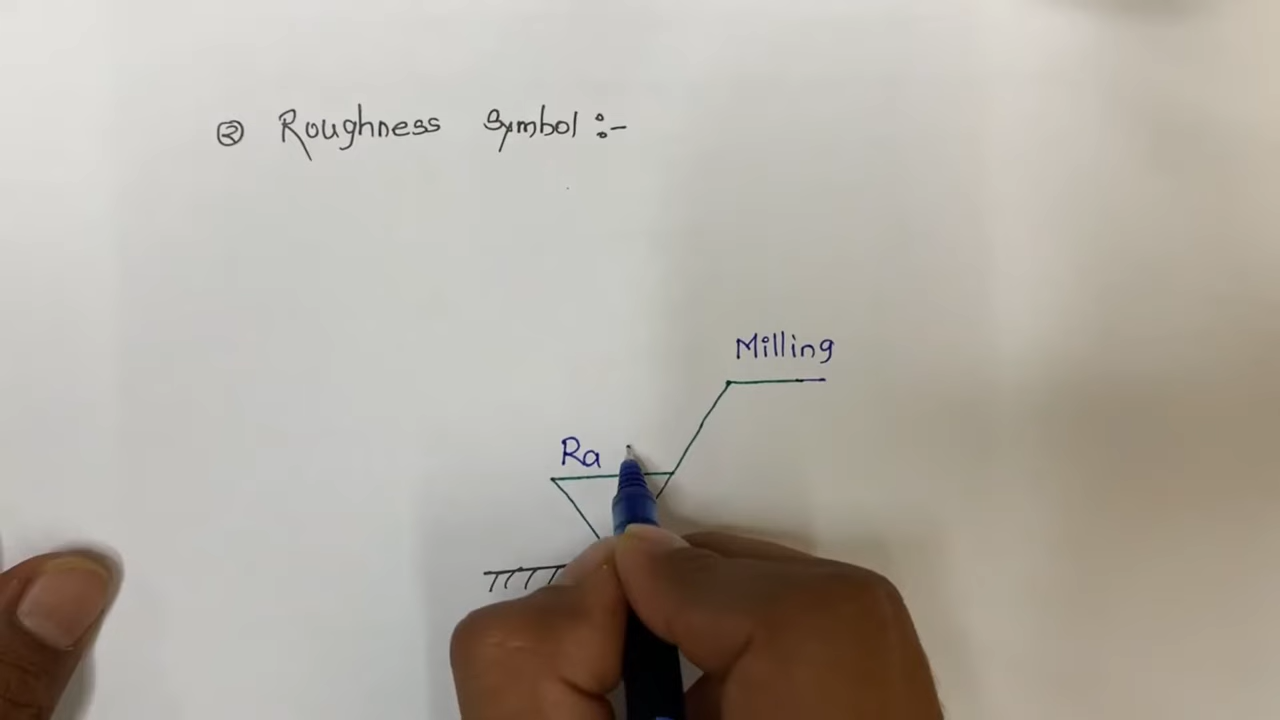 ② Roughness Symbol :-
Milling
Ra